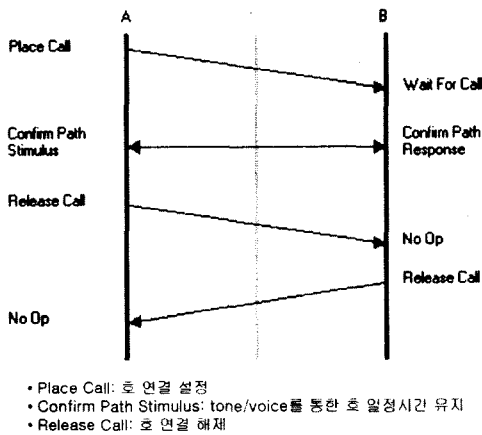 A B
Place Call
Wait For Call
Confirm Path
Stimulus
Confirm Path
Response
Release Call
No Op
Release Call
No Op
• Place Call: 호 연결 설정
• Confirm Path Stimulus: tone/voice를 통한 호 일정시간 유지
• Release Call: 호 연결 해제